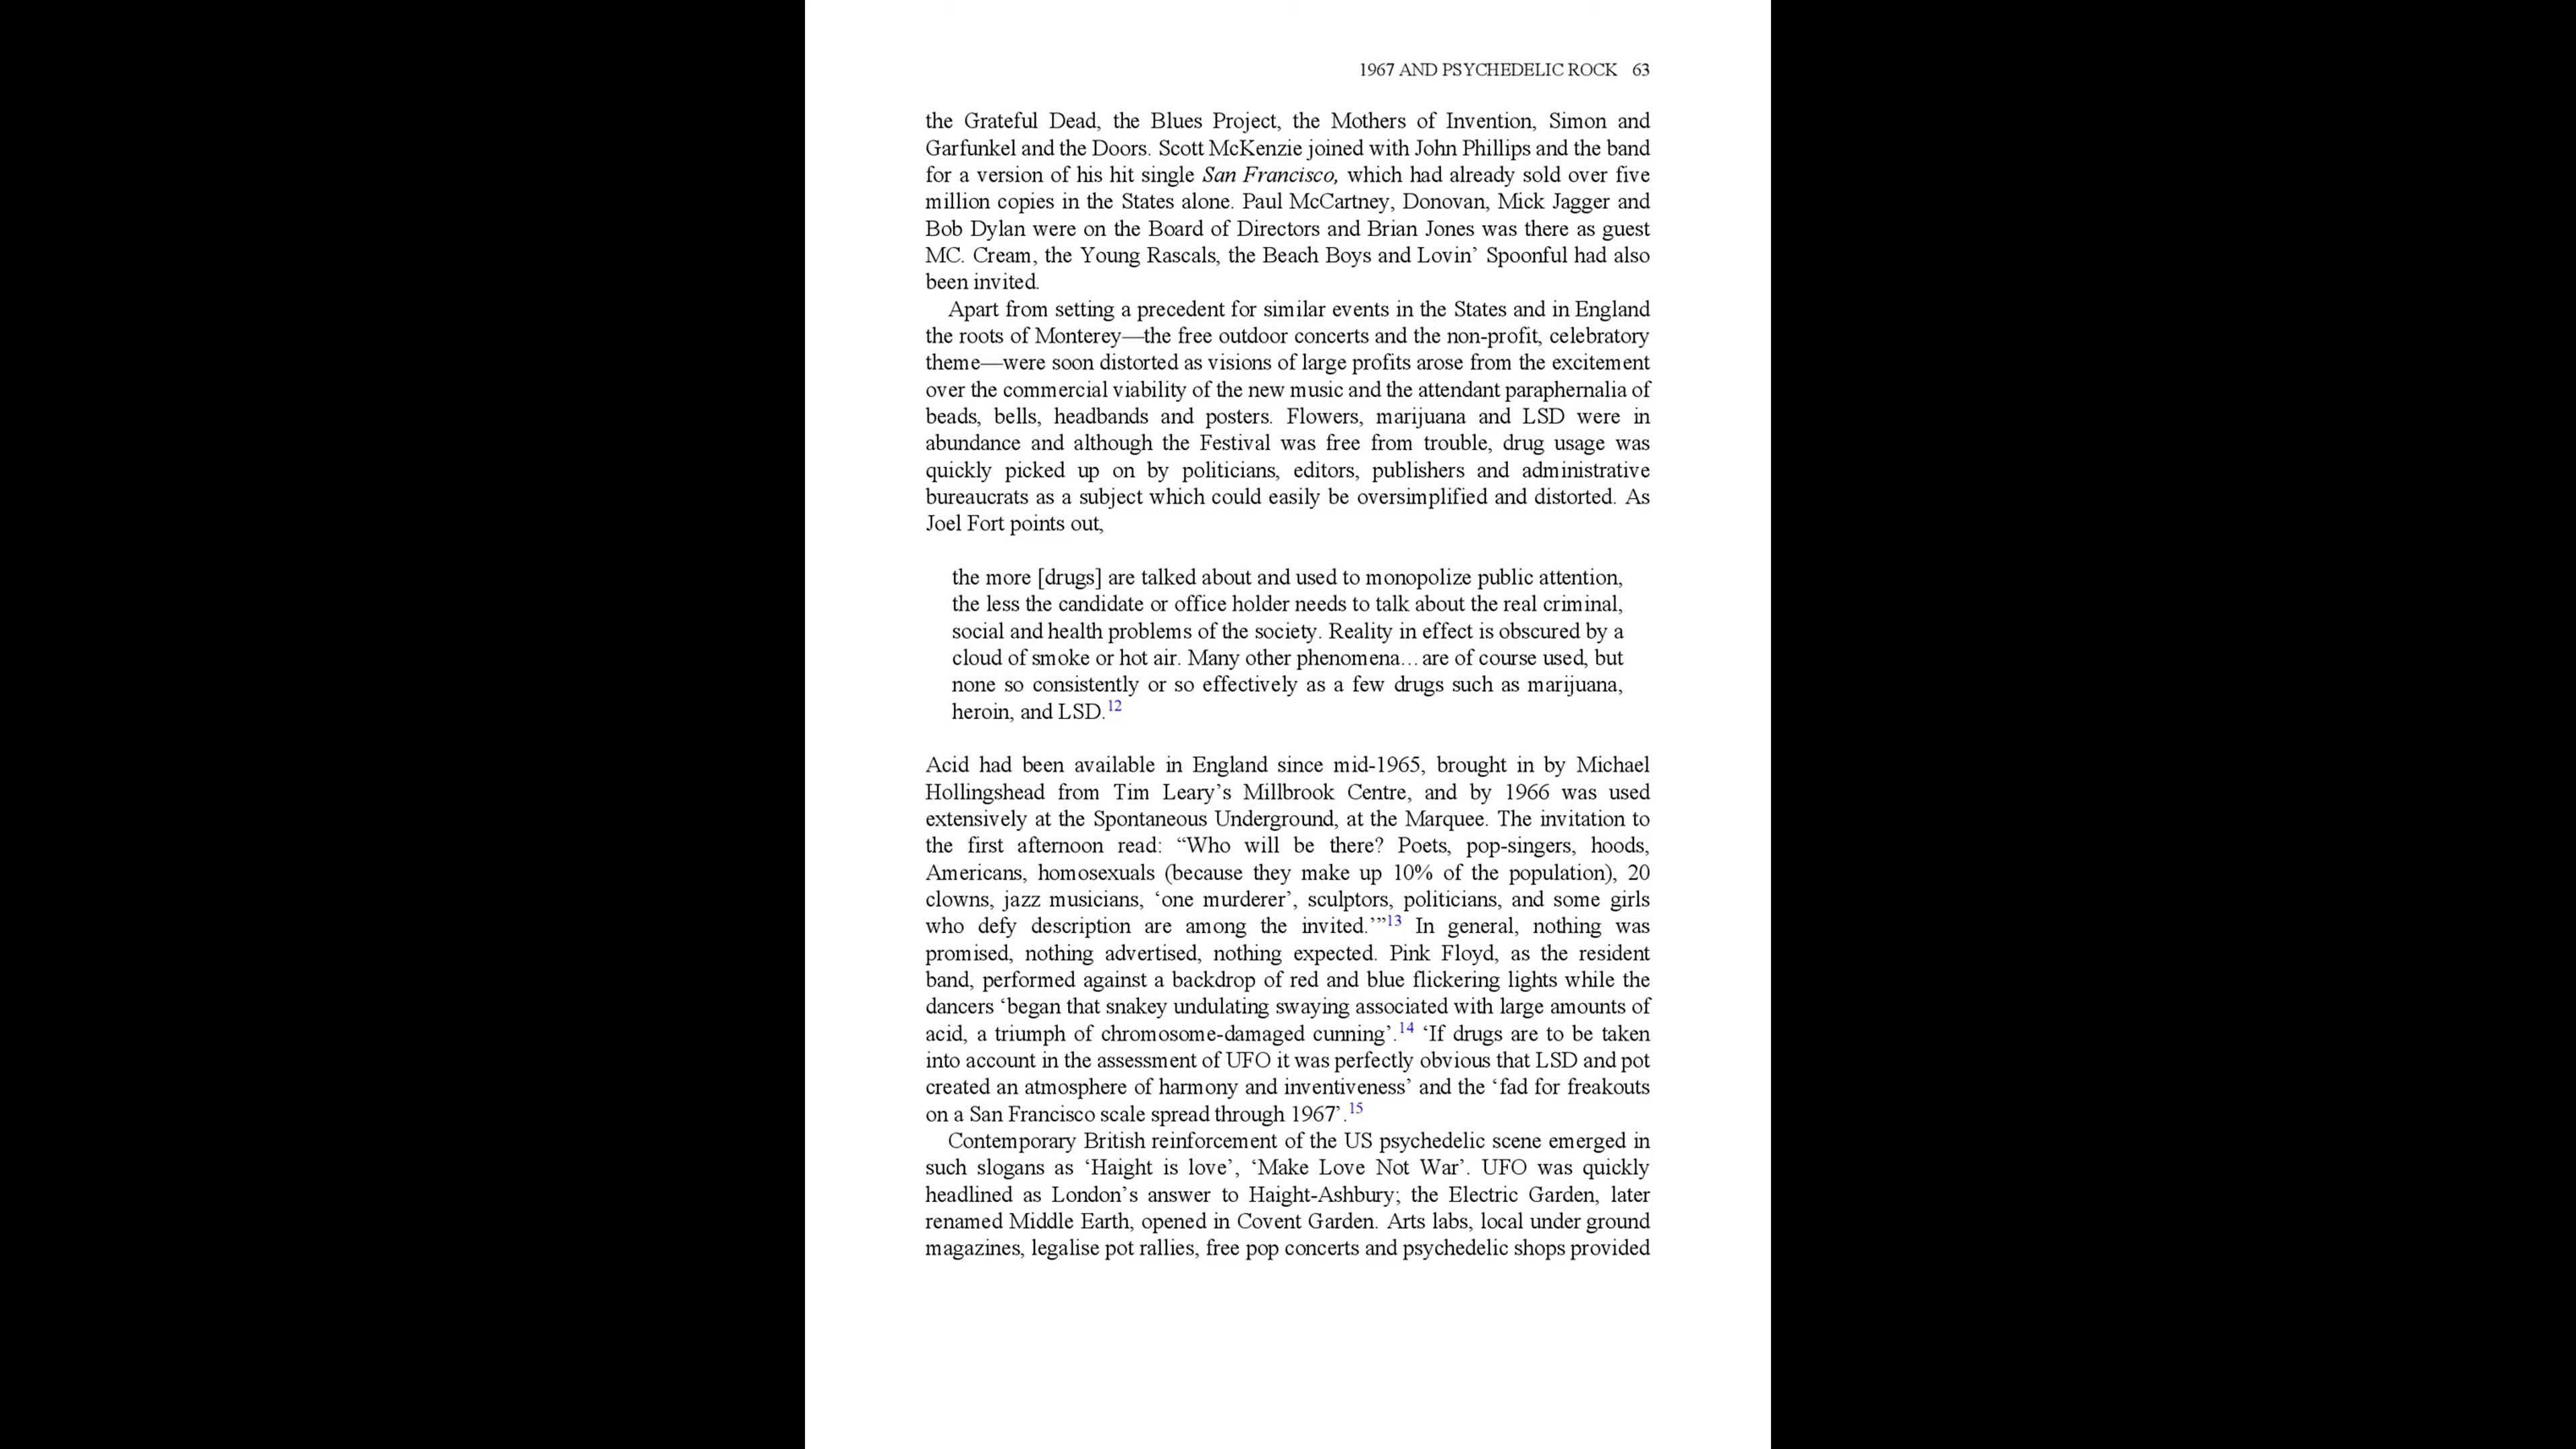 1967 AND PSYCHEDELIC ROCK 63
the Grateful Dead, the Blues Project, the Mothers of Invention, Simon and
Garfunkel and the Doors. Scott McKenzie joined with John Phillips and the band
for a version of his hit single San Francisco, which had already sold over five
million copies in the States alone. Paul McCartney, Donovan, Mick Jagger and
Bob Dylan were on the Board of Directors and Brian Jones was there as guest
MC. Cream, the Young Rascals, the Beach Boys and Lovin’ Spoonful had also
been invited.
Apart from setting a precedent for similar events in the States and in England
the roots of Monterey—the free outdoor concerts and the non-profit, celebratory
theme—were soon distorted as visions of large profits arose from the excitement
over the commercial viability of the new music and the attendant paraphernalia of
beads, bells, headbands and posters. Flowers, marijuana and LSD were in
abundance and although the Festival was free from trouble, drug usage was
quickly picked up on by politicians, editors, publishers and administrative
bureaucrats as a subject which could easily be oversimplified and distorted. As
Joel Fort points out,
the more [drugs] are talked about and used to monopolize public attention,
the less the candidate or office holder needs to talk about the real criminal,
social and health problems of the society. Reality in effect is obscured by a
cloud of smoke or hot air. Many other phenomena…are of course used, but
none so consistently or so effectively as a few drugs such as marijuana,
heroin, and LSD.12
Acid had been available in England since mid-1965, brought in by Michael
Hollingshead from Tim Leary’s Millbrook Centre, and by 1966 was used
extensively at the Spontaneous Underground, at the Marquee. The invitation to
the first afternoon read: “Who will be there? Poets, pop-singers, hoods,
Americans, homosexuals (because they make up 10% of the population), 20
clowns, jazz musicians, ‘one murderer’, sculptors, politicians, and some girls
who defy description are among the invited.’”13 In general, nothing was
promised, nothing advertised, nothing expected. Pink Floyd, as the resident
band, performed against a backdrop of red and blue flickering lights while the
dancers ‘began that snakey undulating swaying associated with large amounts of
acid, a triumph of chromosome-damaged cunning’.14 ‘If drugs are to be taken
into account in the assessment of UFO it was perfectly obvious that LSD and pot
created an atmosphere of harmony and inventiveness’ and the ‘fad for freakouts
on a San Francisco scale spread through 1967’.15
Contemporary British reinforcement of the US psychedelic scene emerged in
such slogans as ‘Haight is love’, ‘Make Love Not War’. UFO was quickly
headlined as London’s answer to Haight-Ashbury; the Electric Garden, later
renamed Middle Earth, opened in Covent Garden. Arts labs, local under ground
magazines, legalise pot rallies, free pop concerts and psychedelic shops provided